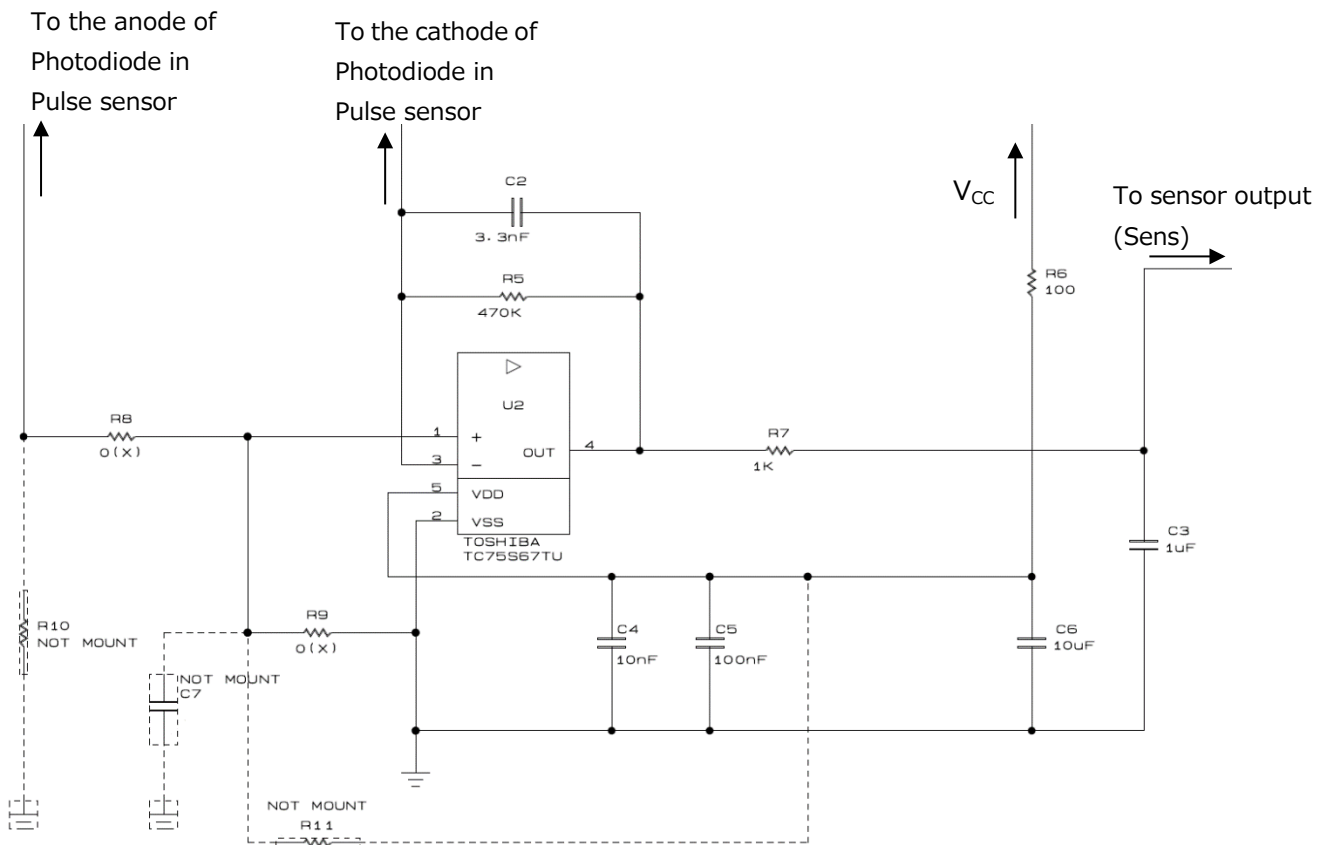 To the anode of
Photodiode in
Pulse sensor
To the cathode of
Photodiode in
Pulse sensor
VCC
To sensor output
(Sens)
C2
3.3nF
R5
470K
R6
100
U2
R8
0(X)
1
+
OUT
4
3
-
R7
1K
5
VDD
2
VSS
TOSHIBA
TC75S67TU
C3
1uF
R10
NOT MOUNT
R9
0(X)
C4
10nF
C5
100nF
C6
10uF
NOT MOUNT
C7
NOT MOUNT
R11